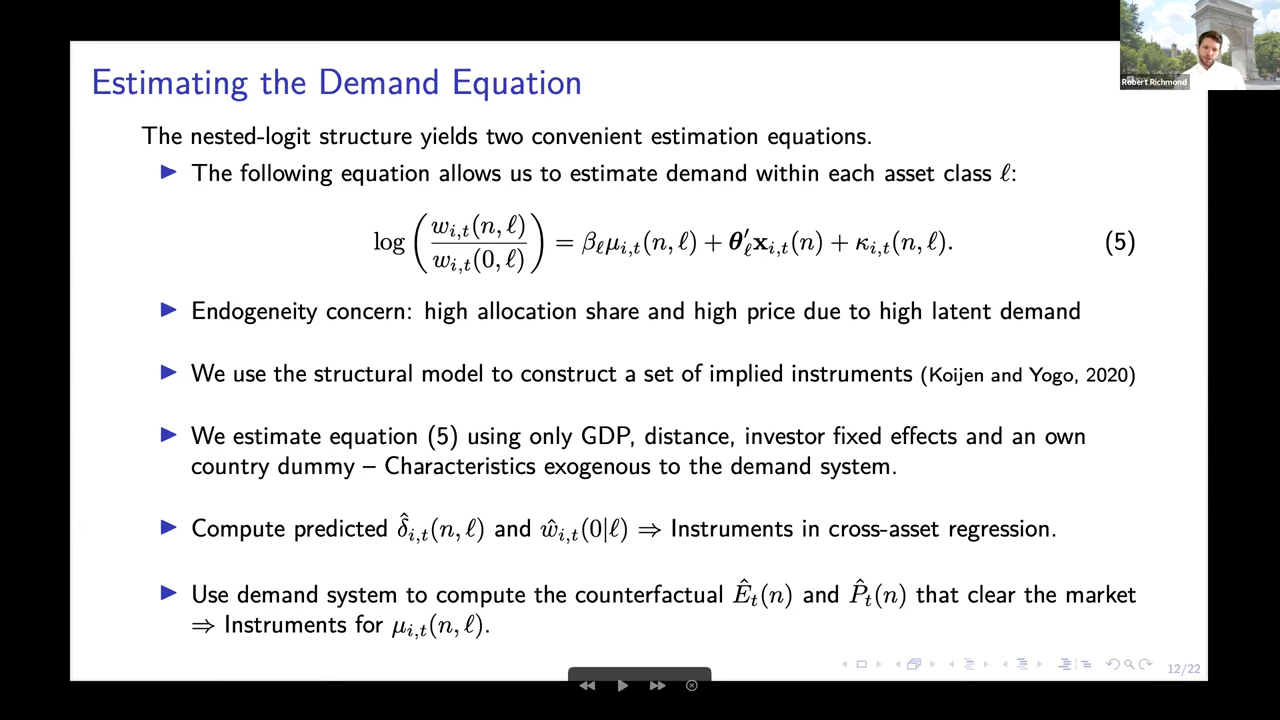 Robert Richmond
Estimating the Demand Equation
The nested-logit structure yields two convenient estimation equations.
▶ The following equation allows us to estimate demand within each asset class ℓ:
log ( w_{i,t}(n, ℓ) / w_{i,t}(0, ℓ) ) = β_ℓ μ_{i,t}(n, ℓ) + θ′_ℓ x_{i,t}(n) + κ_{i,t}(n, ℓ). (5)
▶ Endogeneity concern: high allocation share and high price due to high latent demand
▶ We use the structural model to construct a set of implied instruments (Koijen and Yogo, 2020)
▶ We estimate equation (5) using only GDP, distance, investor fixed effects and an own
country dummy – Characteristics exogenous to the demand system.
▶ Compute predicted δ̂_{i,t}(n, ℓ) and ŵ_{i,t}(0|ℓ) ⇒ Instruments in cross-asset regression.
▶ Use demand system to compute the counterfactual Ê_t(n) and P̂_t(n) that clear the market
⇒ Instruments for μ_{i,t}(n, ℓ).
12/22